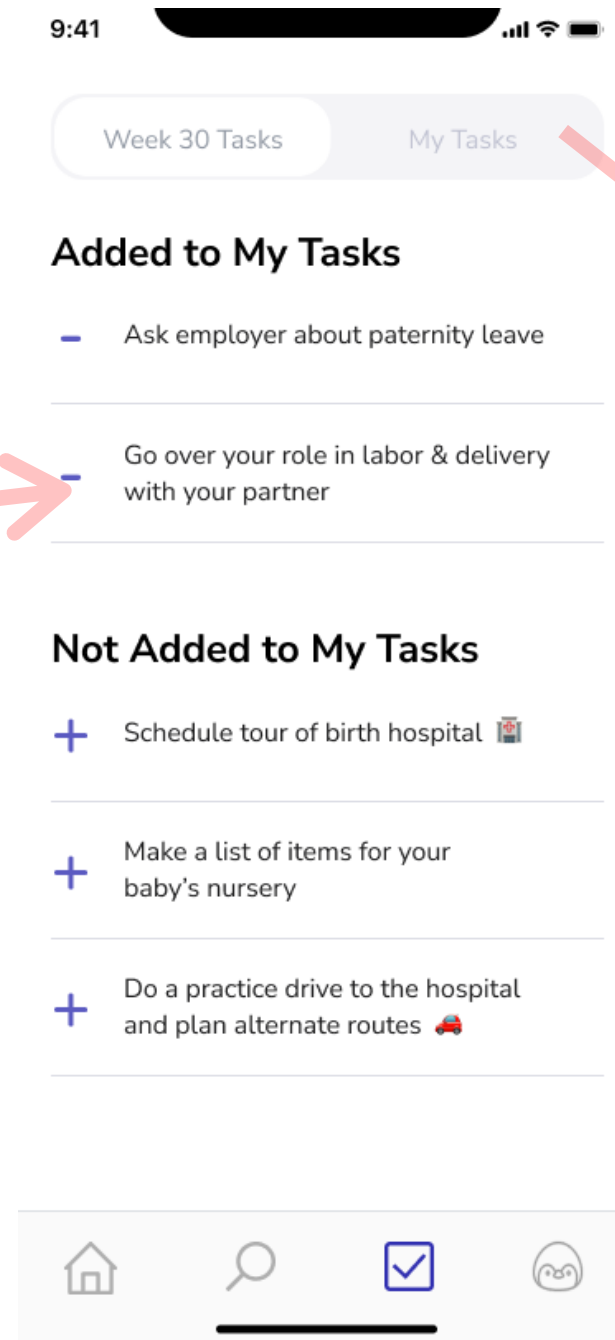 9:41
Week 30 Tasks
My Tasks
Added to My Tasks
Ask employer about paternity leave
Go over your role in labor & delivery
with your partner
Not Added to My Tasks
Schedule tour of birth hospital 🏥
Make a list of items for your
baby’s nursery
Do a practice drive to the hospital
and plan alternate routes 🚗